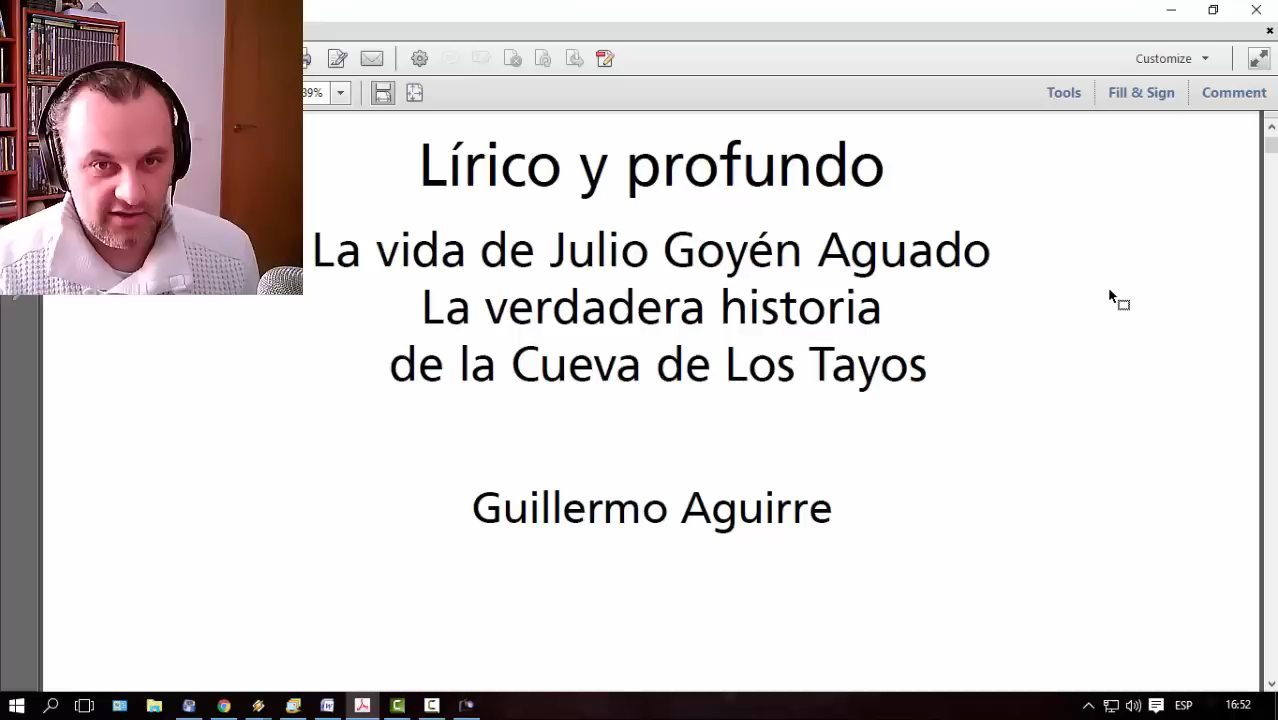 Customize
39%
Tools
Fill & Sign
Comment
Lírico y profundo
La vida de Julio Goyén Aguado
La verdadera historia
de la Cueva de Los Tayos
Guillermo Aguirre
ESP
16:52